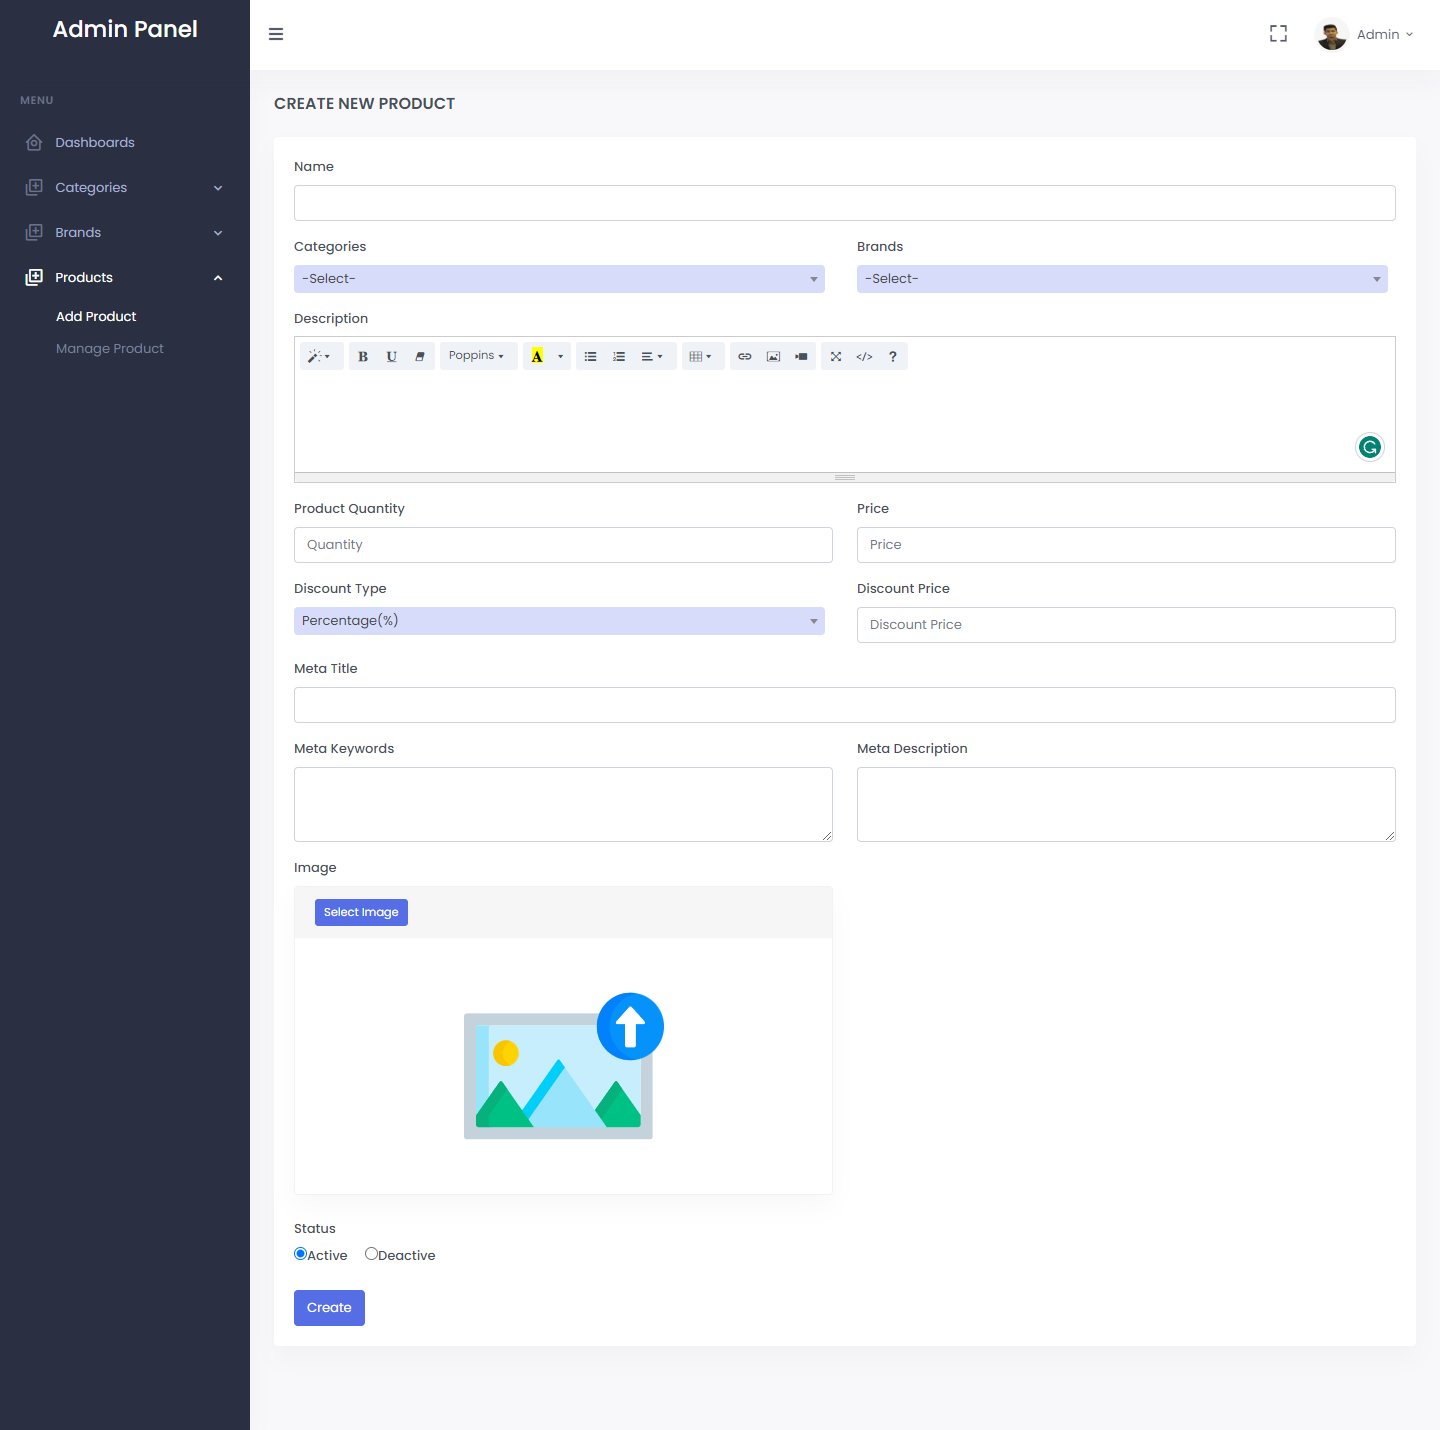 Admin Panel
Admin
MENU
Dashboards
Categories
Brands
Products
Add Product
Manage Product
CREATE NEW PRODUCT
Name
Categories Brands
-Select- -Select-
Description
B U Poppins A </> ?
Product Quantity Price
Quantity Price
Discount Type Discount Price
Percentage(%) Discount Price
Meta Title
Meta Keywords Meta Description
Image
Select Image
Status
Active Deactive
Create